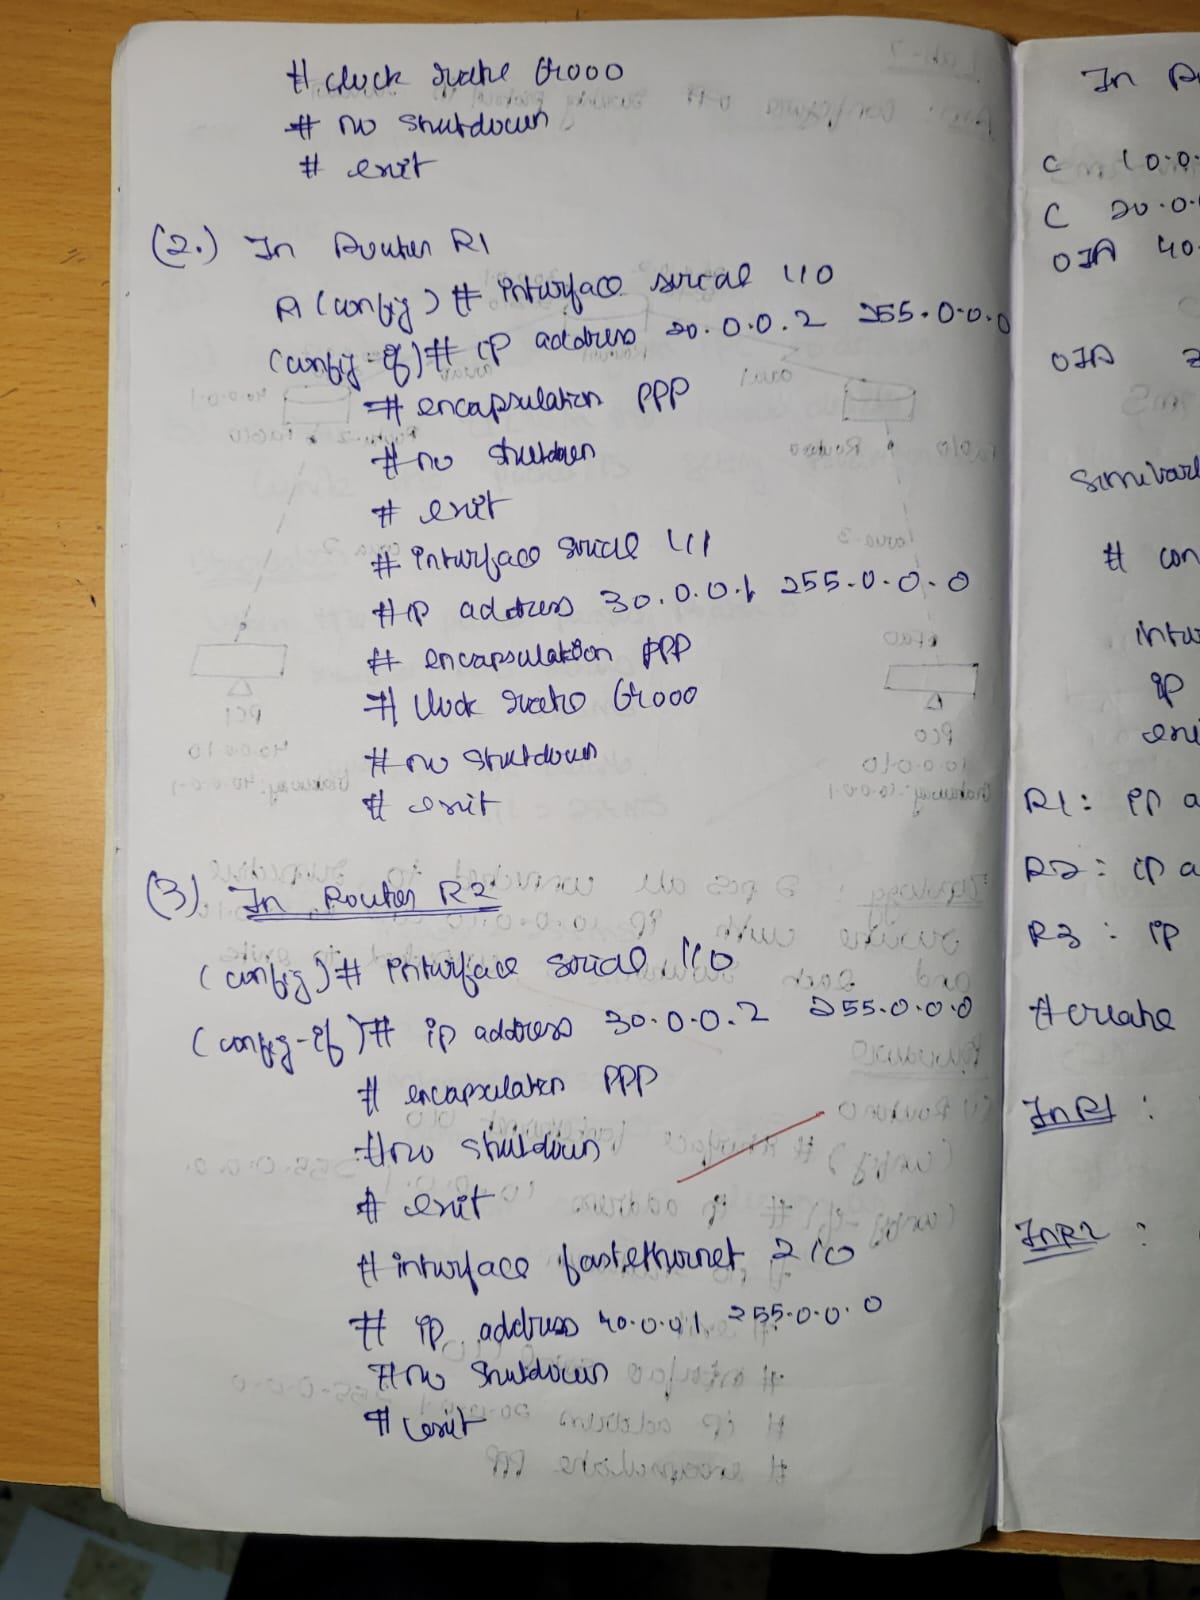 # clock rate 64000
# no shutdown
# exit
(2.) In Router R1
R1 (config) # interface serial 1/0
(config-if) # ip address 20.0.0.2 255.0.0.0
# encapsulation PPP
# no shutdown
# exit
# interface serial 1/1
# ip address 30.0.0.1 255.0.0.0
# encapsulation PPP
# clock rate 64000
# no shutdown
# exit
(3) In Router R2
(config) # interface serial 1/0
(config-if) # ip address 30.0.0.2 255.0.0.0
# encapsulation PPP
# no shutdown
# exit
# interface fastethernet 2/0
# ip address 40.0.0.1 255.0.0.0
# no shutdown
# exit
In
C 10.0.
C 20.0.
OIA 40.
OIA
# con
ip
R1: ip a
R2: ip a
R3: ip
# create
In R1:
In R2: